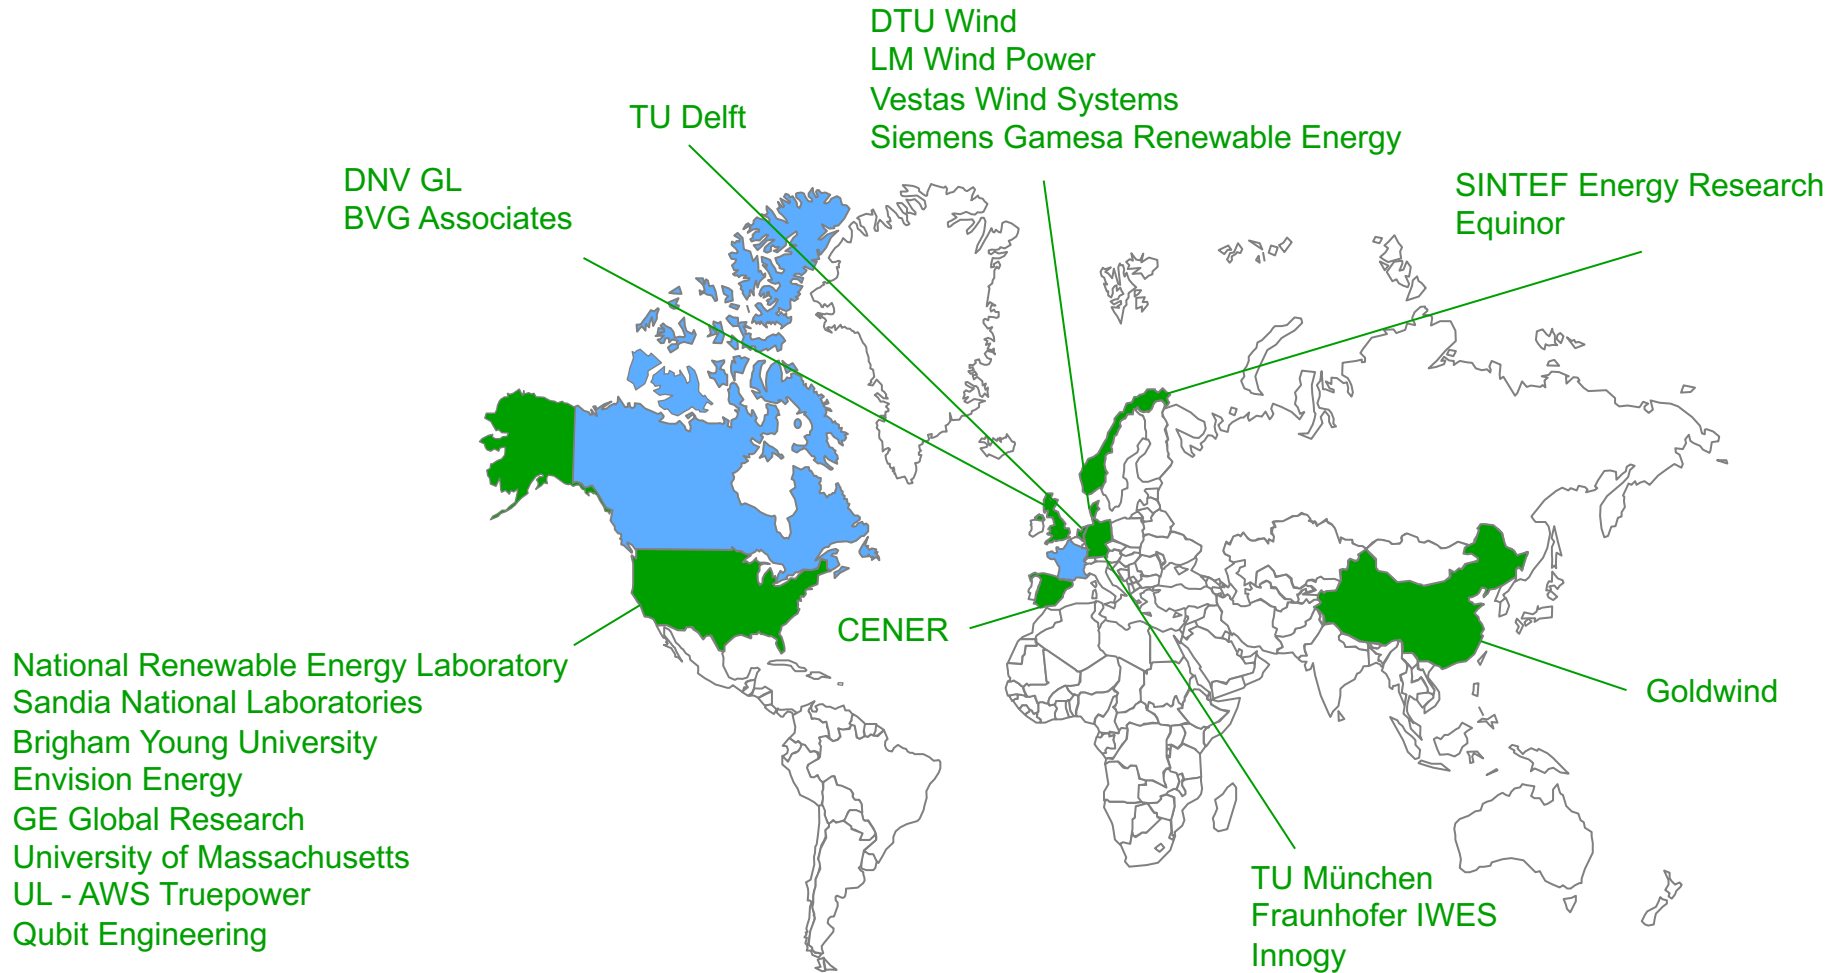 DTU Wind
LM Wind Power
Vestas Wind Systems
Siemens Gamesa Renewable Energy
TU Delft
DNV GL
BVG Associates
SINTEF Energy Research
Equinor
CENER
National Renewable Energy Laboratory
Sandia National Laboratories
Brigham Young University
Envision Energy
GE Global Research
University of Massachusetts
UL - AWS Truepower
Qubit Engineering
Goldwind
TU München
Fraunhofer IWES
Innogy